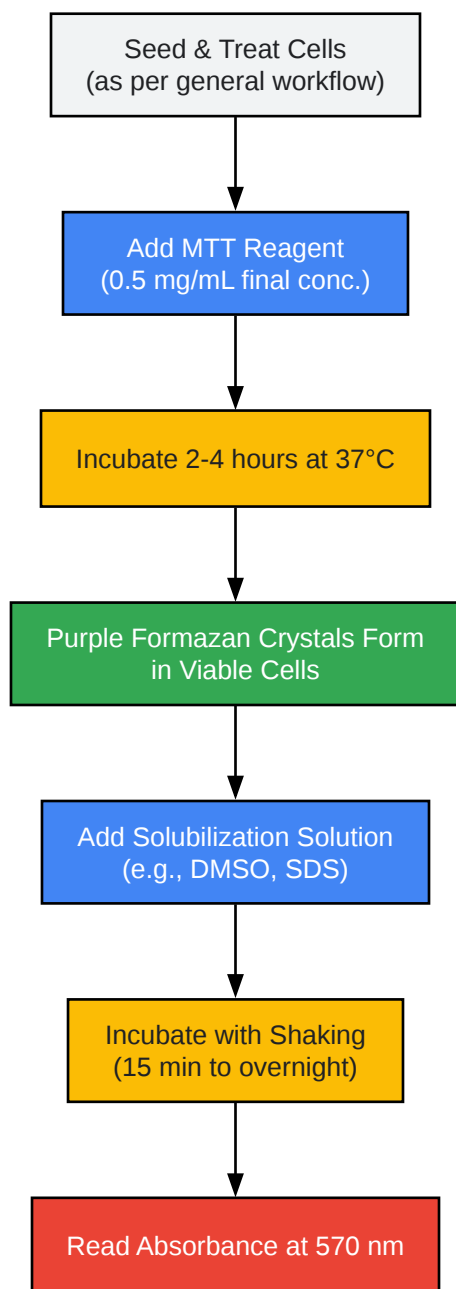 Seed & Treat Cells
(as per general workflow)
Add MTT Reagent
(0.5 mg/mL final conc.)
Incubate 2-4 hours at 37°C
Purple Formazan Crystals Form
in Viable Cells
Add Solubilization Solution
(e.g., DMSO, SDS)
Incubate with Shaking
(15 min to overnight)
Read Absorbance at 570 nm